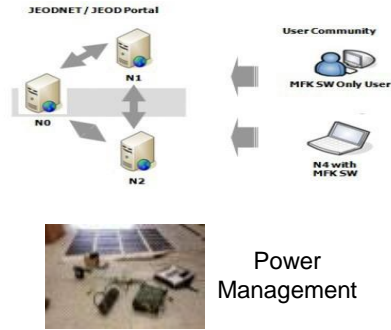 JEODNET / JEOD Portal
User Community
N1
MFK SW Only User
N0
N2
N4 with
MFK SW
Power
Management